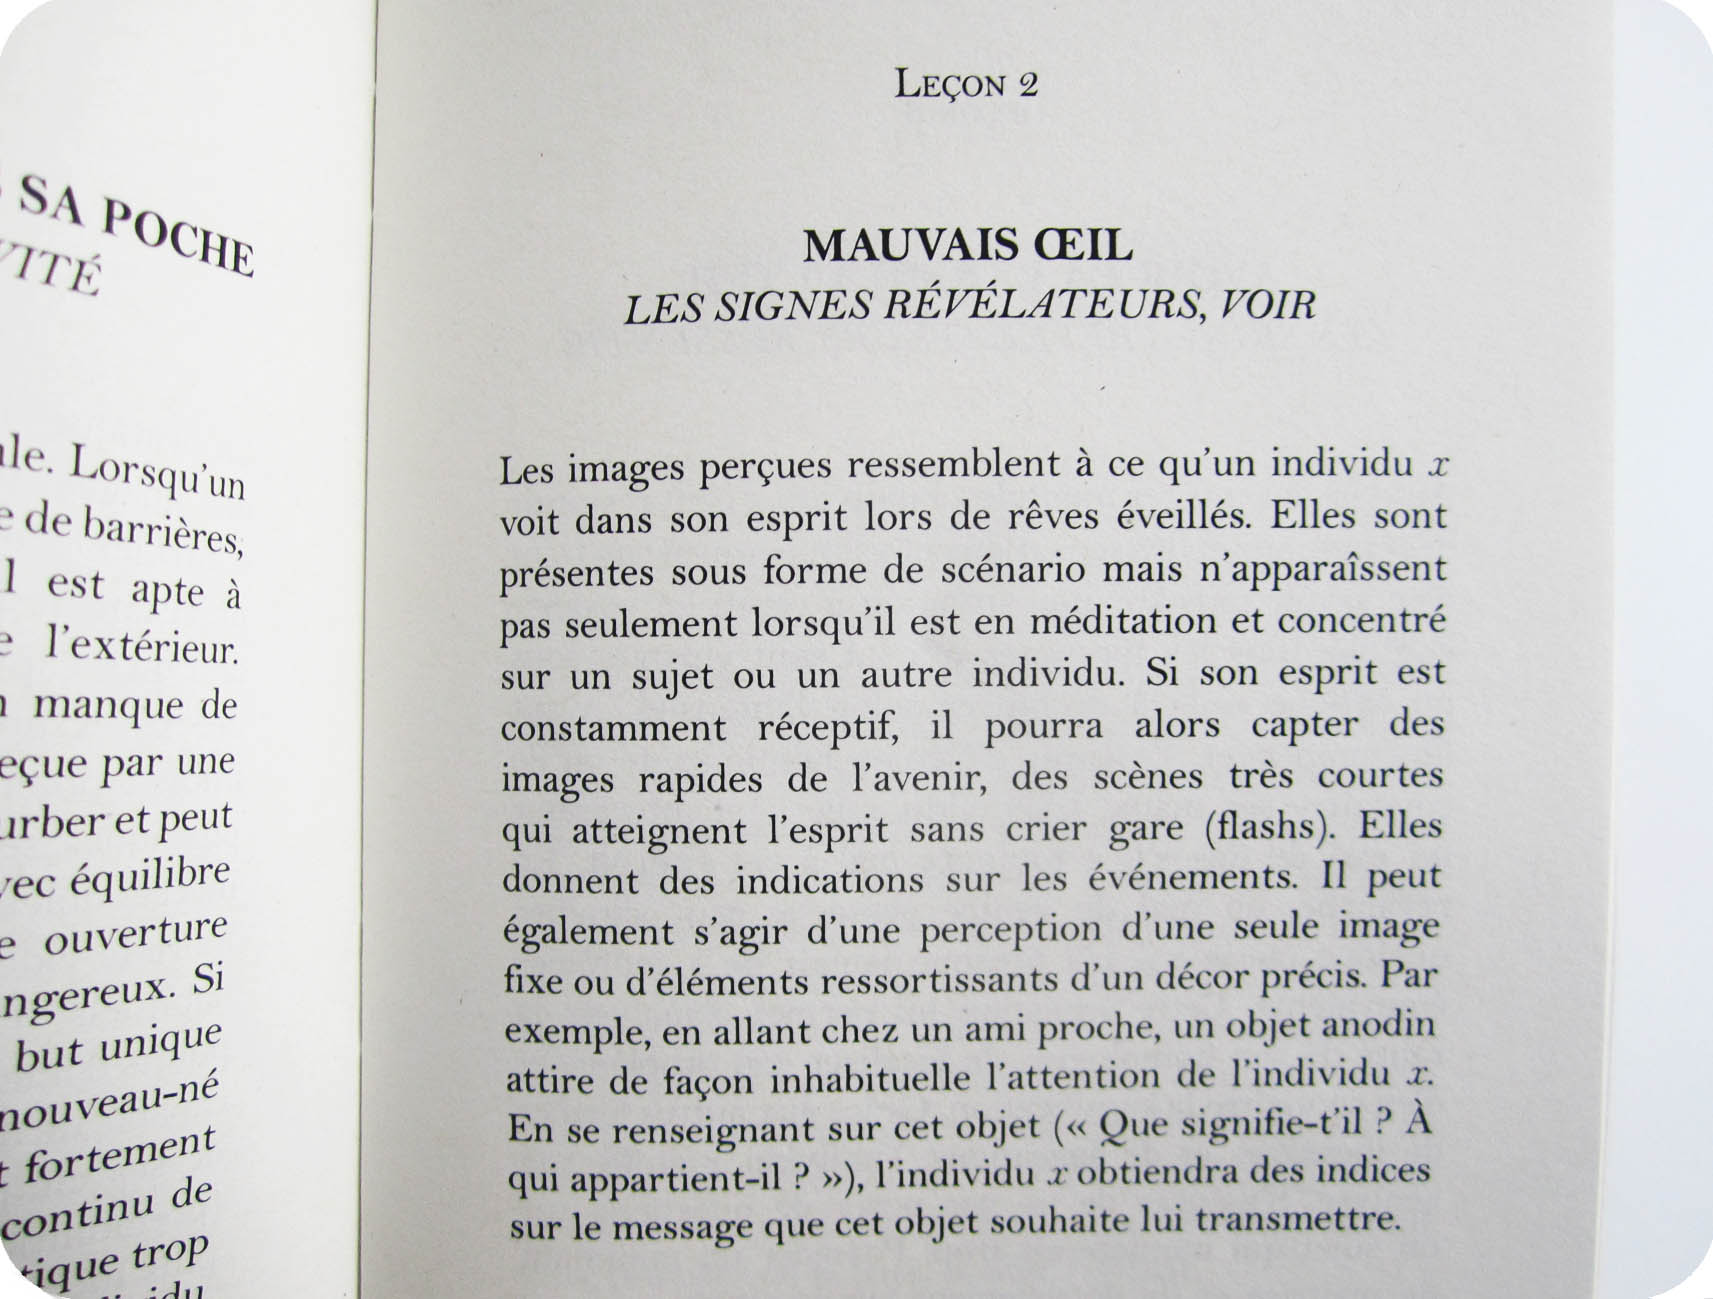 SA POCHE
VITÉ
Lorsqu'un
de barrières,
est apte à
l'extérieur.
manque de
par une
et peut
équilibre
ouverture
Si
but unique
nouveau-né
fortement
continu de
trop
LEÇON 2
MAUVAIS ŒIL
LES SIGNES RÉVÉLATEURS, VOIR
Les images perçues ressemblent à ce qu'un individu x
voit dans son esprit lors de rêves éveillés. Elles sont
présentes sous forme de scénario mais n'apparaîssent
pas seulement lorsqu'il est en méditation et concentré
sur un sujet ou un autre individu. Si son esprit est
constamment réceptif, il pourra alors capter des
images rapides de l'avenir, des scènes très courtes
qui atteignent l'esprit sans crier gare (flashs). Elles
donnent des indications sur les événements. Il peut
également s'agir d'une perception d'une seule image
fixe ou d'éléments ressortissants d'un décor précis. Par
exemple, en allant chez un ami proche, un objet anodin
attire de façon inhabituelle l'attention de l'individu x.
En se renseignant sur cet objet (« Que signifie-t'il ? À
qui appartient-il ? »), l'individu x obtiendra des indices
sur le message que cet objet souhaite lui transmettre.